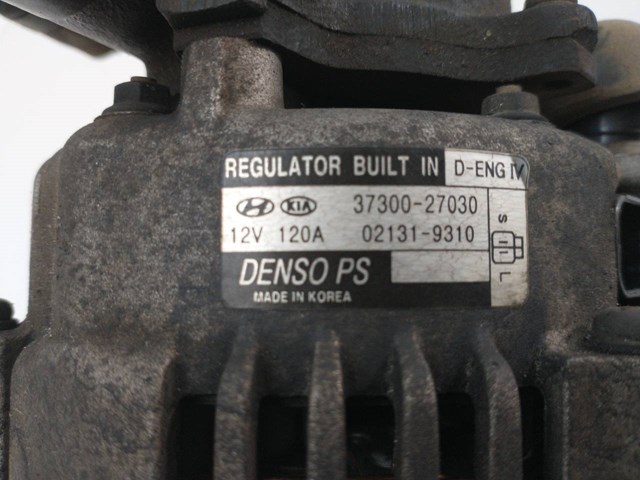 REGULATOR BUILT IN D-ENG IV
KIA 37300-27030
12V 120A 02131-9310
S
L
DENSO PS
MADE IN KOREA